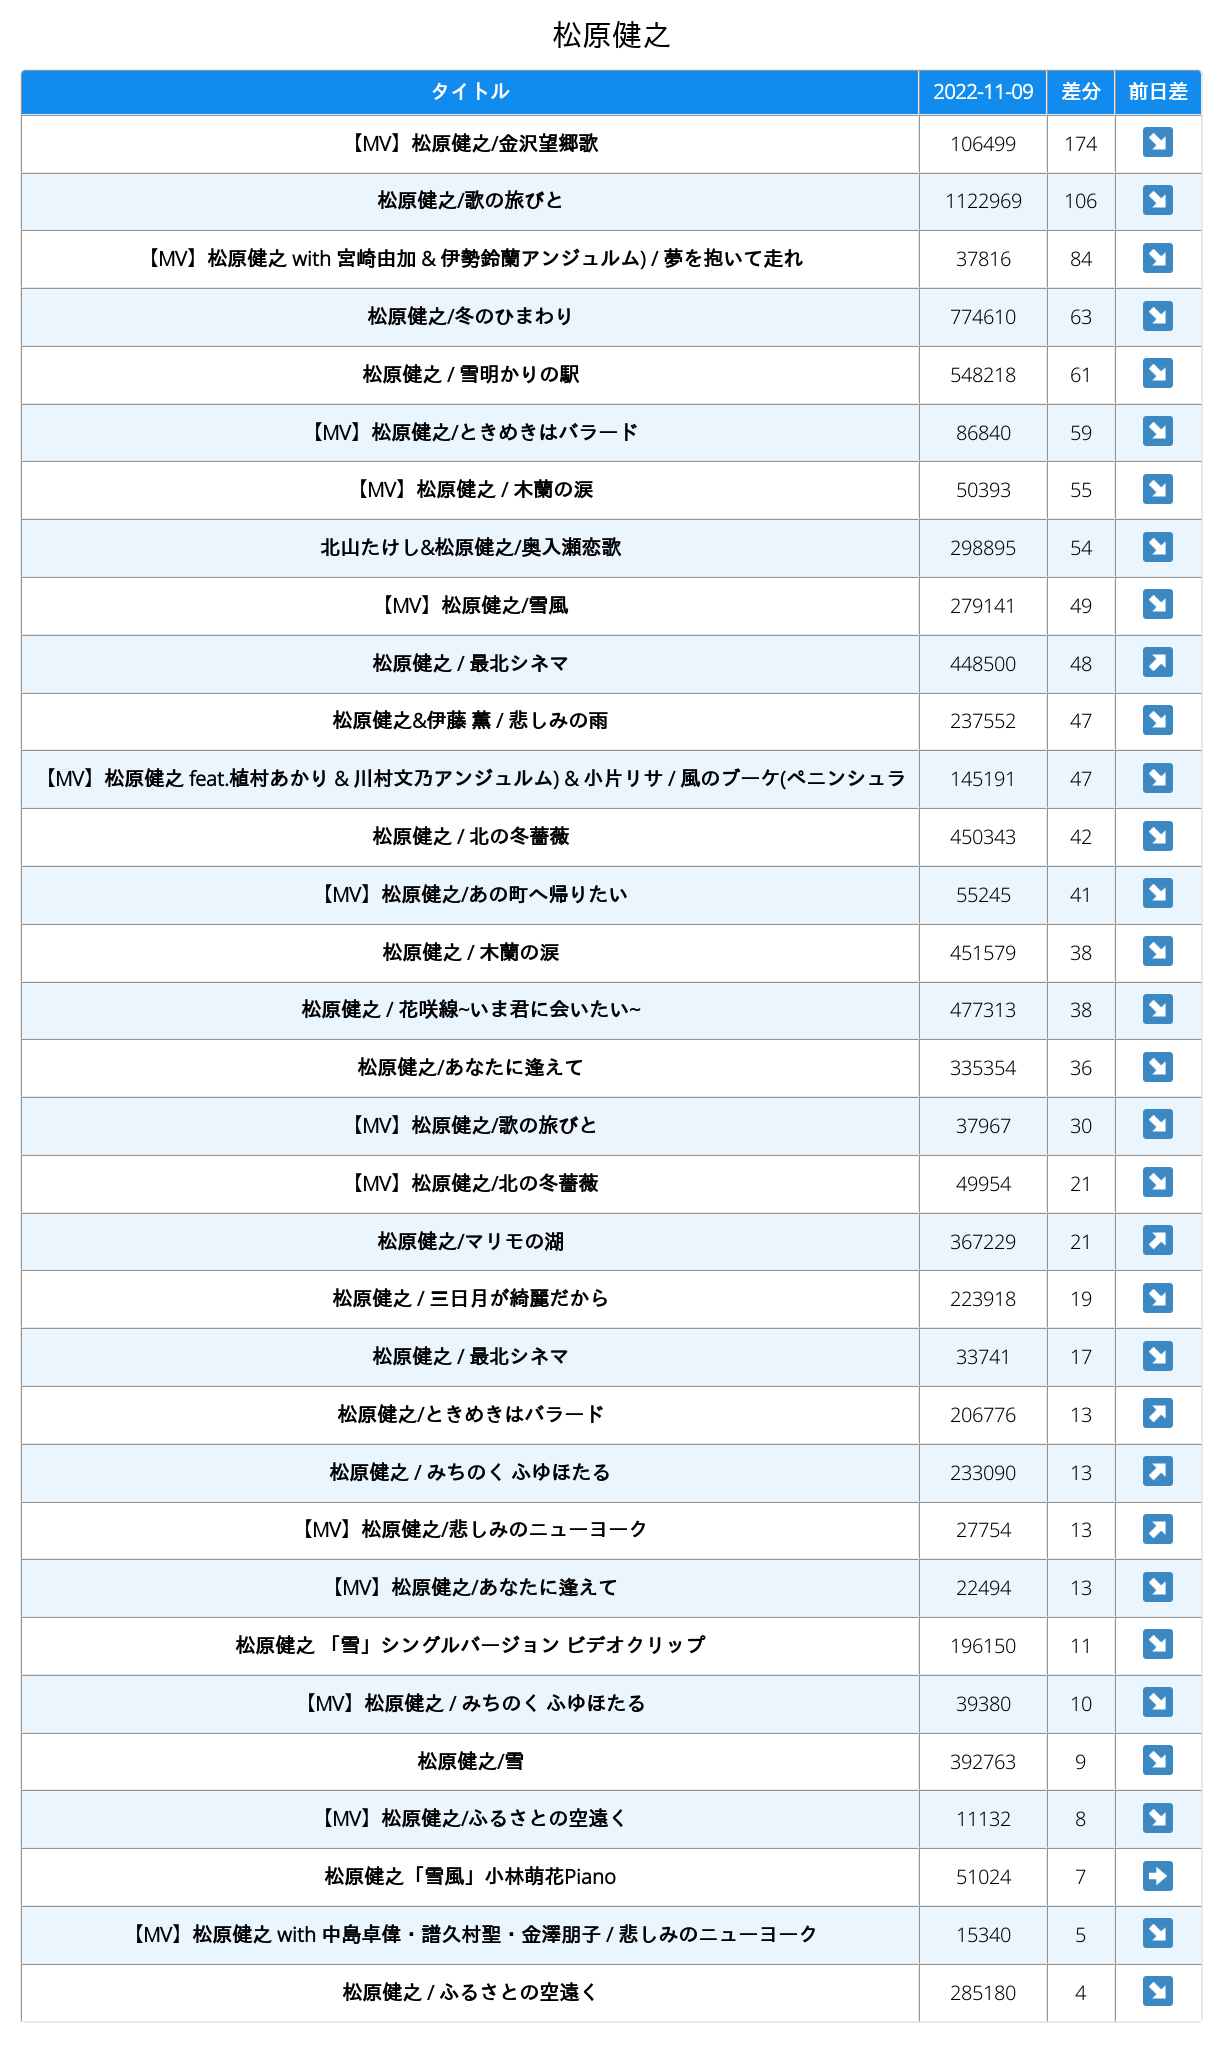 松原健之
タイトル 2022-11-09 差分 前日差
【MV】松原健之/金沢望郷歌 106499 174 ↘
松原健之/歌の旅びと 1122969 106 ↘
【MV】松原健之 with 宮崎由加 & 伊勢鈴蘭アンジュルム) / 夢を抱いて走れ 37816 84 ↘
松原健之/冬のひまわり 774610 63 ↘
松原健之 / 雪明かりの駅 548218 61 ↘
【MV】松原健之/ときめきはバラード 86840 59 ↘
【MV】松原健之 / 木蘭の涙 50393 55 ↘
北山たけし&松原健之/奥入瀬恋歌 298895 54 ↘
【MV】松原健之/雪風 279141 49 ↘
松原健之 / 最北シネマ 448500 48 ↗
松原健之&伊藤 薫 / 悲しみの雨 237552 47 ↘
【MV】松原健之 feat.植村あかり & 川村文乃アンジュルム) & 小片リサ / 風のブーケ(ペニンシュラ 145191 47 ↘
松原健之 / 北の冬薔薇 450343 42 ↘
【MV】松原健之/あの町へ帰りたい 55245 41 ↘
松原健之 / 木蘭の涙 451579 38 ↘
松原健之 / 花咲線~いま君に会いたい~ 477313 38 ↘
松原健之/あなたに逢えて 335354 36 ↘
【MV】松原健之/歌の旅びと 37967 30 ↘
【MV】松原健之/北の冬薔薇 49954 21 ↘
松原健之/マリモの湖 367229 21 ↗
松原健之 / 三日月が綺麗だから 223918 19 ↘
松原健之 / 最北シネマ 33741 17 ↘
松原健之/ときめきはバラード 206776 13 ↗
松原健之 / みちのく ふゆほたる 233090 13 ↗
【MV】松原健之/悲しみのニューヨーク 27754 13 ↗
【MV】松原健之/あなたに逢えて 22494 13 ↘
松原健之 「雪」シングルバージョン ビデオクリップ 196150 11 ↘
【MV】松原健之 / みちのく ふゆほたる 39380 10 ↘
松原健之/雪 392763 9 ↘
【MV】松原健之/ふるさとの空遠く 11132 8 ↘
松原健之「雪風」小林萌花Piano 51024 7 ➡
【MV】松原健之 with 中島卓偉・譜久村聖・金澤朋子 / 悲しみのニューヨーク 15340 5 ↘
松原健之 / ふるさとの空遠く 285180 4 ↘